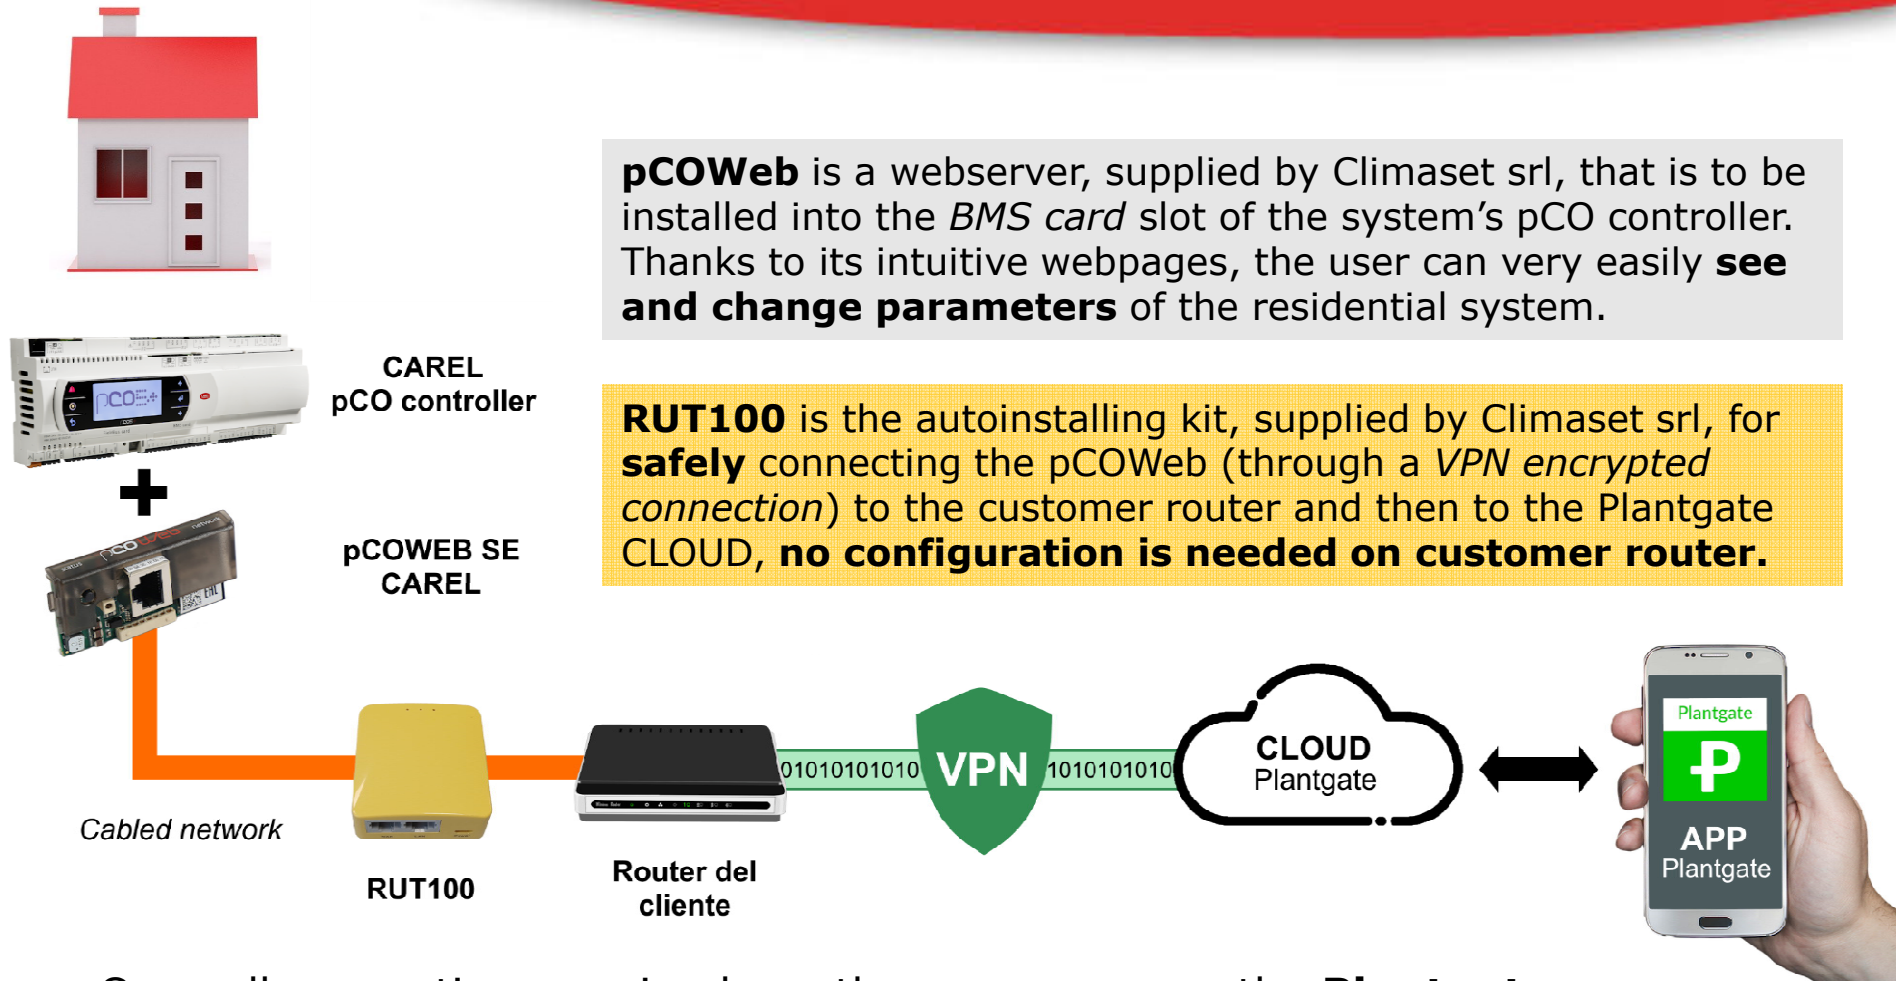 pCOWeb is a webserver, supplied by Climaset srl, that is to be
installed into the BMS card slot of the system's pCO controller.
Thanks to its intuitive webpages, the user can very easily see
and change parameters of the residential system.
CAREL
pCO controller
RUT100 is the autoinstalling kit, supplied by Climaset srl, for
safely connecting the pCOWeb (through a VPN encrypted
connection) to the customer router and then to the Plantgate
CLOUD, no configuration is needed on customer router.
pCO
pCOWEB SE
CAREL
Cabled network
RUT100
Router del
cliente
01010101010
VPN
1010101010
CLOUD
Plantgate
Plantgate
P
APP
Plantgate